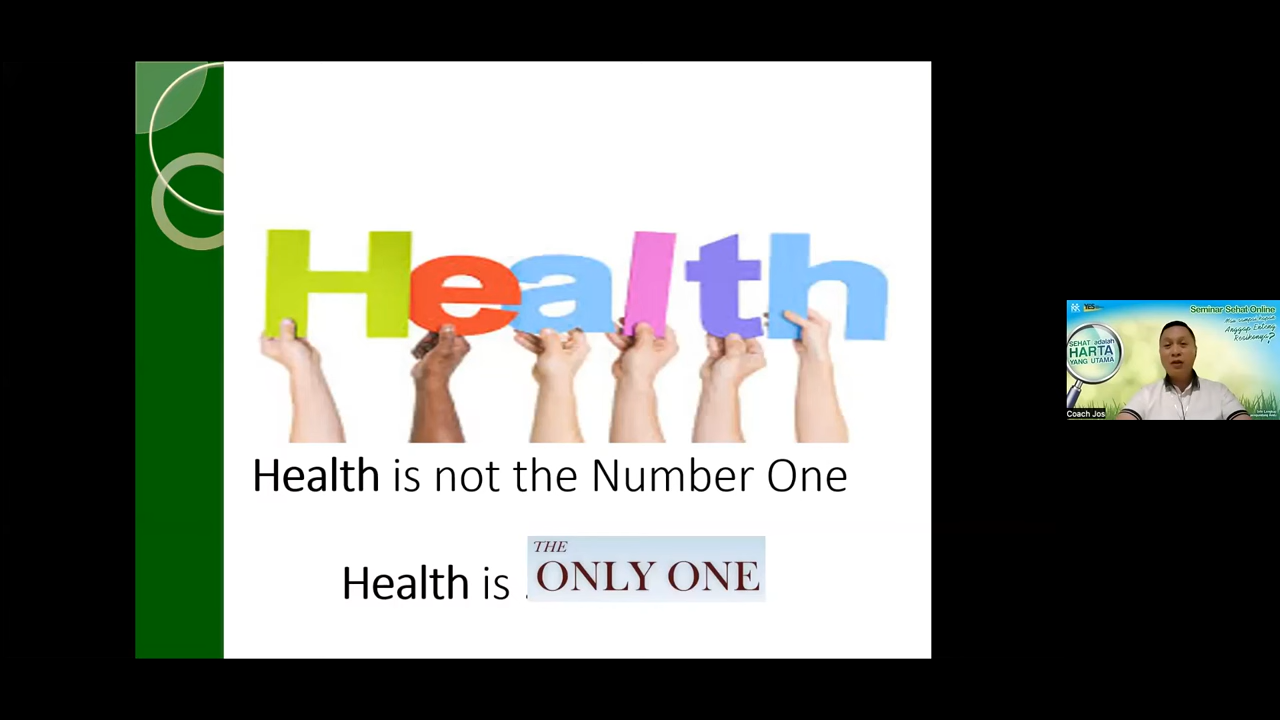 Health
Health is not the Number One
Health is .
THE
ONLY ONE
YES
Seminar Sehat Online
SEHAT adalah
HARTA
YANG UTAMA
Coach Jos